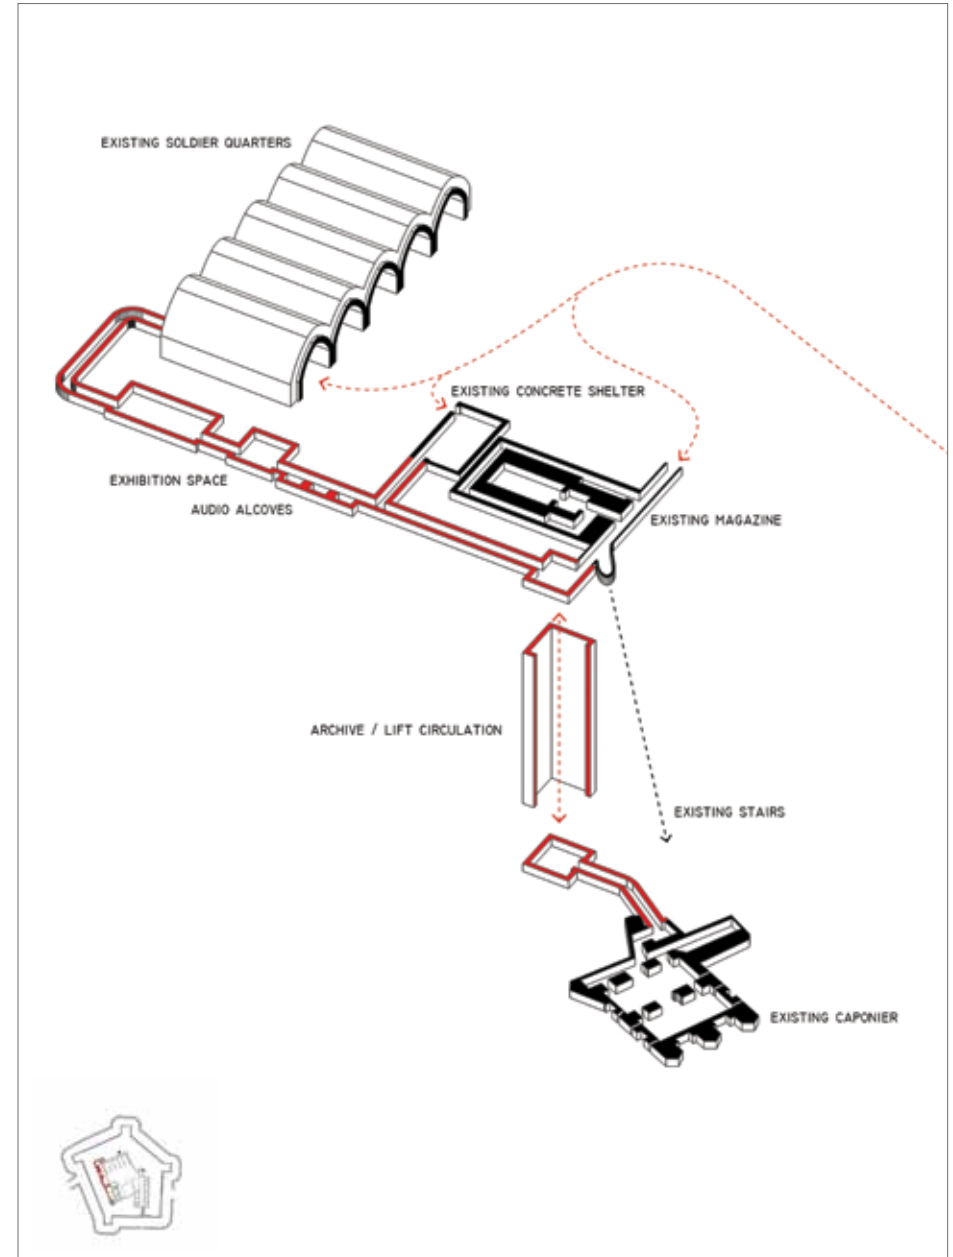 EXISTING SOLDIER QUARTERS
EXISTING CONCRETE SHELTER
EXHIBITION SPACE
AUDIO ALCOVES
EXISTING MAGAZINE
ARCHIVE / LIFT CIRCULATION
EXISTING STAIRS
EXISTING CAPONIER